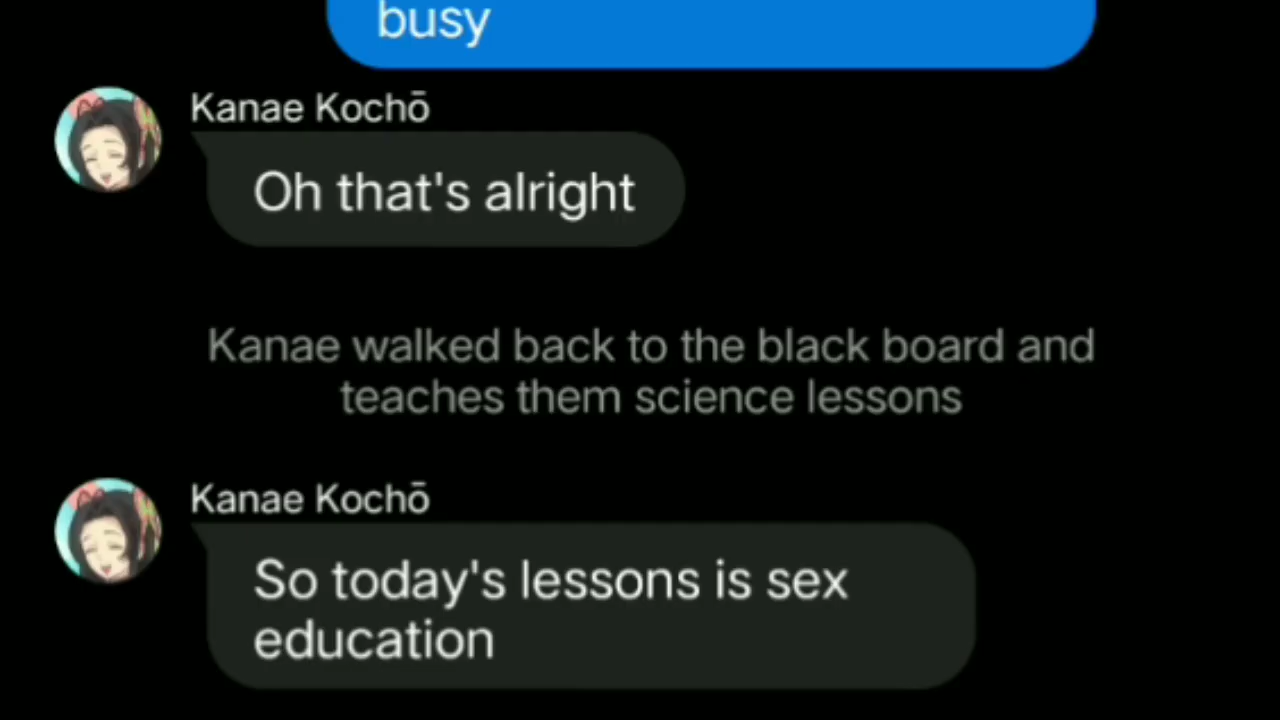 busy
Kanae Kochō
Oh that's alright
Kanae walked back to the black board and
teaches them science lessons
Kanae Kochō
So today's lessons is sex
education